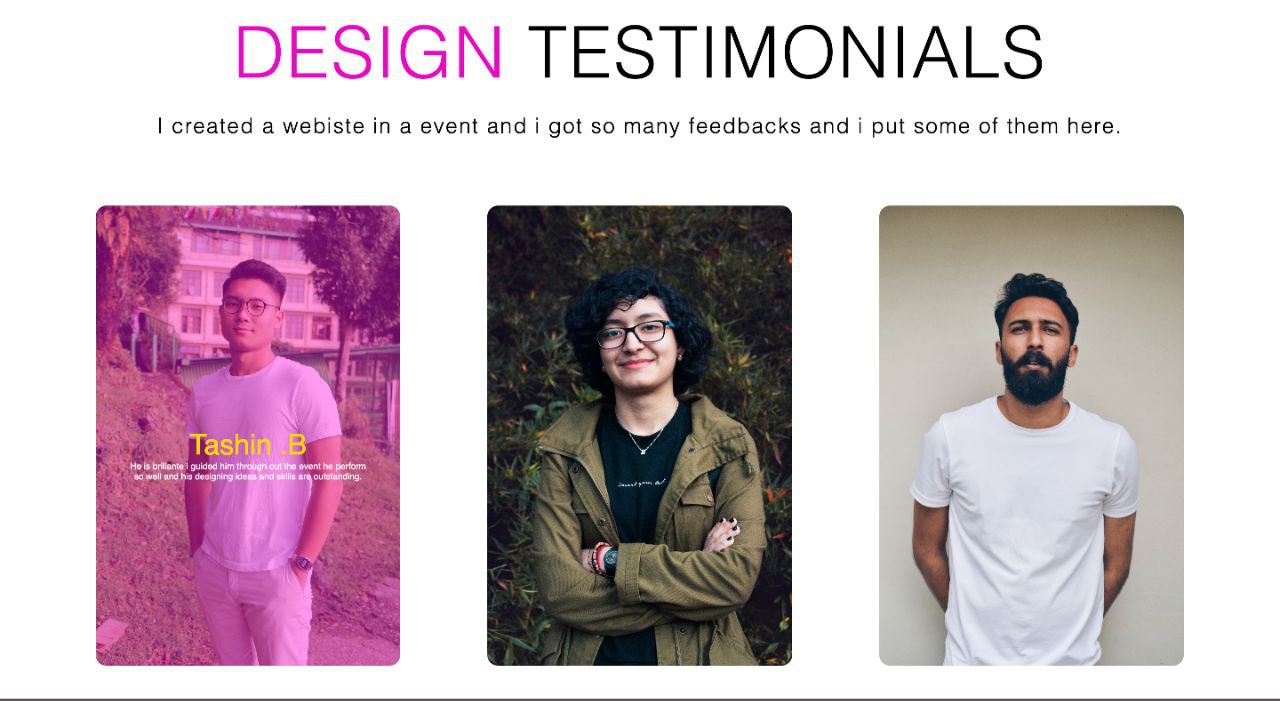 DESIGN TESTIMONIALS
I created a webiste in a event and i got so many feedbacks and i put some of them here.
Tashin .B
He is brillante i guided him through out the event he perform
so well and his designing ideas and skills are outstanding.